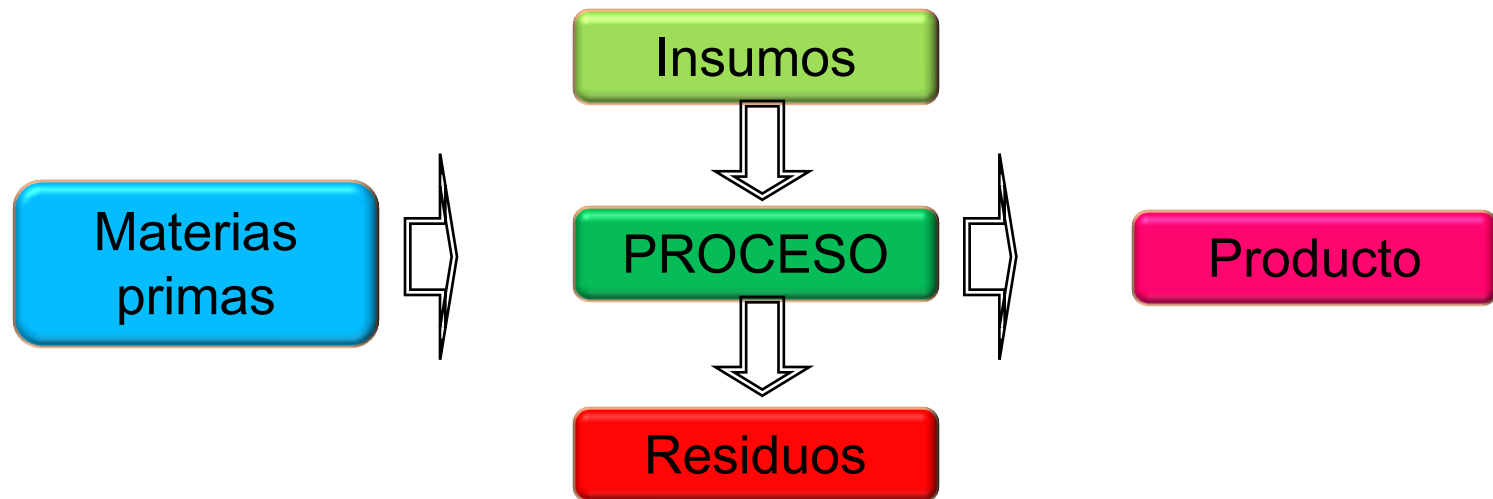 Insumos
Materias
primas
PROCESO
Producto
Residuos